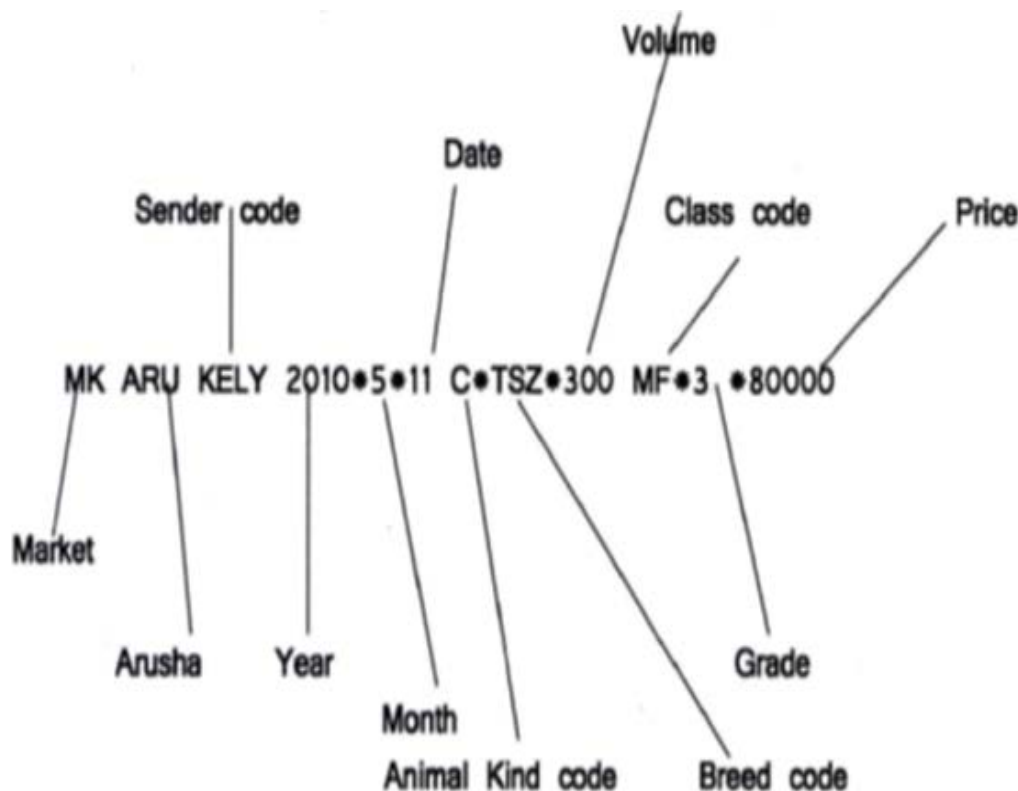 Volume
Date
Sender code
Class code
Price
MK ARU KELY 2010*5*11 C*TSZ*300 MF*3 *80000
Market
Arusha
Year
Grade
Month
Animal Kind code
Breed code